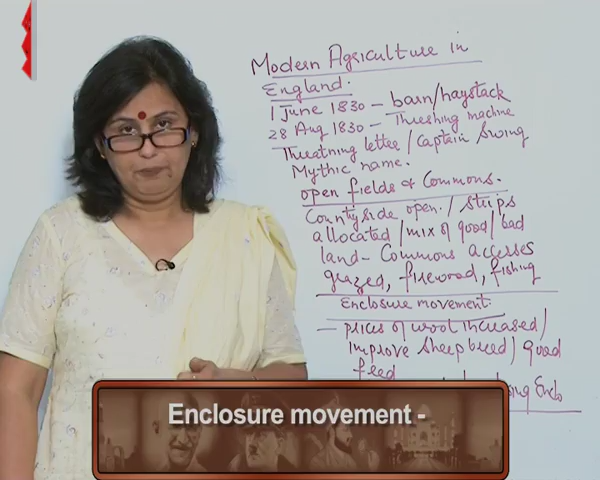 Modern Agriculture in
England.
1 June 1830 - barn/haystack
28 Aug 1830 - Threshing machine
Threatning letter / Captain Swing
Mythic name.
open fields & Commons.
Countryside open. / strips
allocated / mix of good / bad
land - Commons accesses
grazed, firewood, fishing
Enclosure movement.
- prices of wool increased /
Improve sheep breed / good
feed
Enclosure movement -